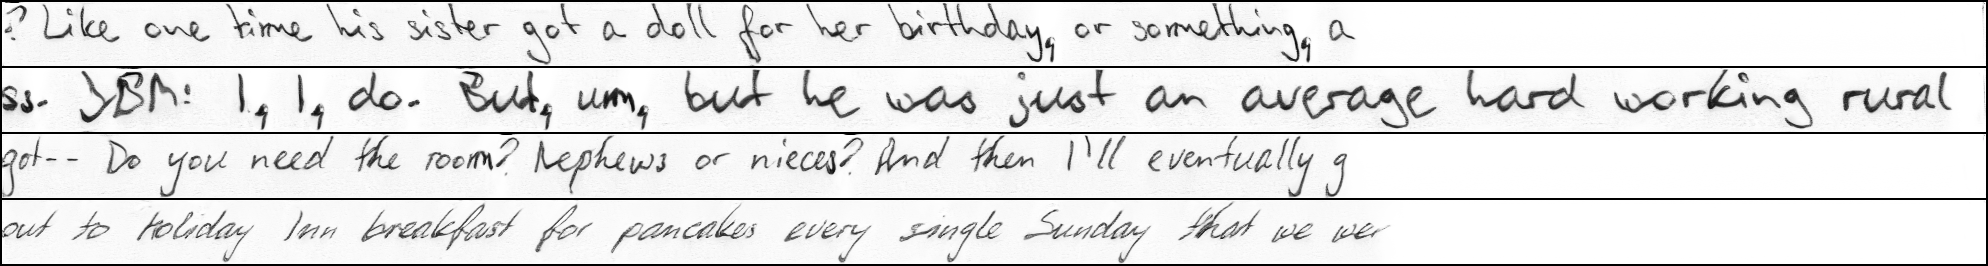 ? Like one time his sister got a doll for her birthday, or something, a
ss. JBM: I, I, do. But, umm, but he was just an average hard working rural
got-- Do you need the room? Nephews or nieces? And then I'll eventually g
out to Holiday Inn breakfast for pancakes every single Sunday that we wer